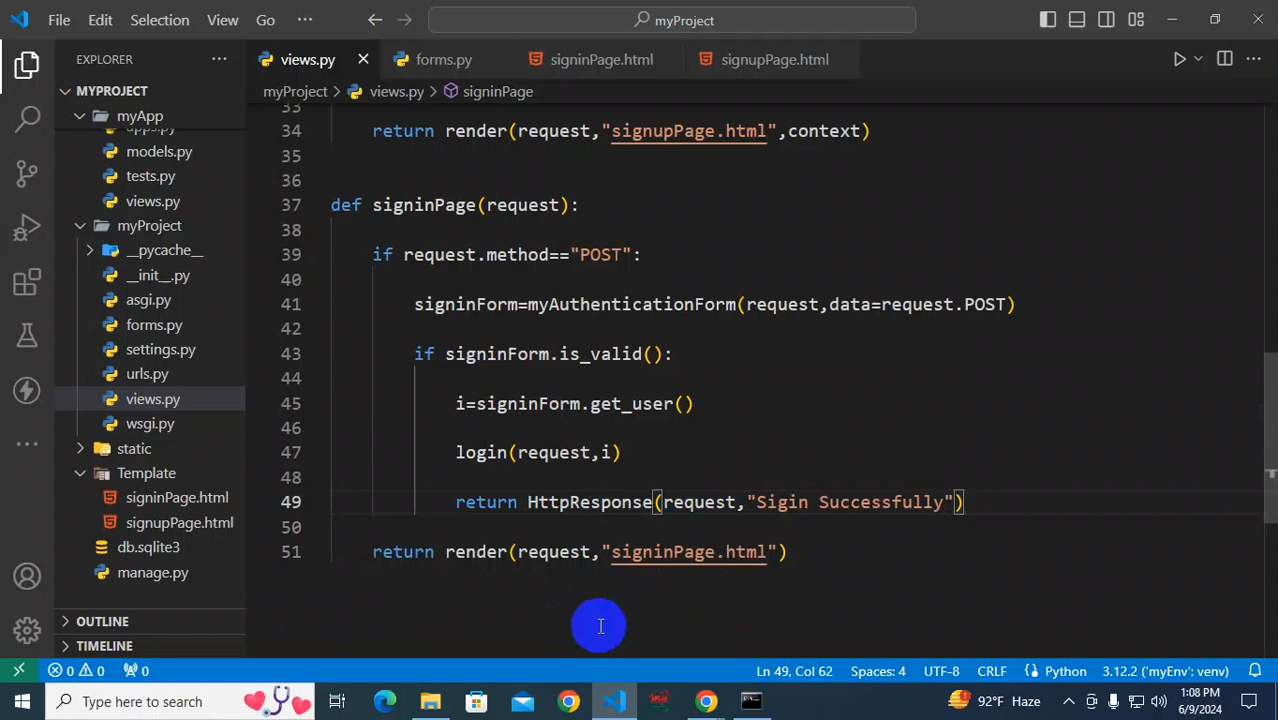 File Edit Selection View Go ··· myProject
EXPLORER ···
views.py
forms.py
signinPage.html
signupPage.html
MYPROJECT
myProject > views.py > signinPage
myApp
apps.py
models.py
tests.py
views.py
myProject
__pycache__
__init__.py
asgi.py
forms.py
settings.py
urls.py
views.py
wsgi.py
static
Template
signinPage.html
signupPage.html
db.sqlite3
manage.py
OUTLINE
TIMELINE
33
34 return render(request,"signupPage.html",context)
35
36
37 def signinPage(request):
38
39 if request.method=="POST":
40
41 signinForm=myAuthenticationForm(request,data=request.POST)
42
43 if signinForm.is_valid():
44
45 i=signinForm.get_user()
46
47 login(request,i)
48
49 return HttpResponse(request,"Sigin Successfully")
50
51 return render(request,"signinPage.html")
0 0 0 Ln 49, Col 62 Spaces: 4 UTF-8 CRLF Python 3.12.2 ('myEnv': venv)
Type here to search
92°F Haze
1:08 PM
6/9/2024